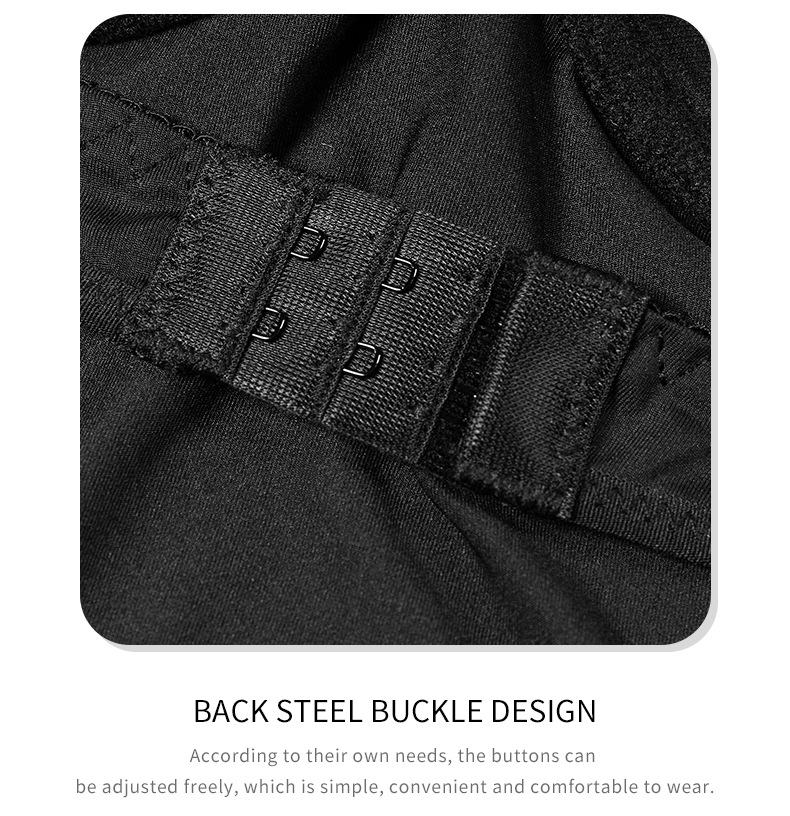 BACK STEEL BUCKLE DESIGN
According to their own needs, the buttons can
be adjusted freely, which is simple, convenient and comfortable to wear.